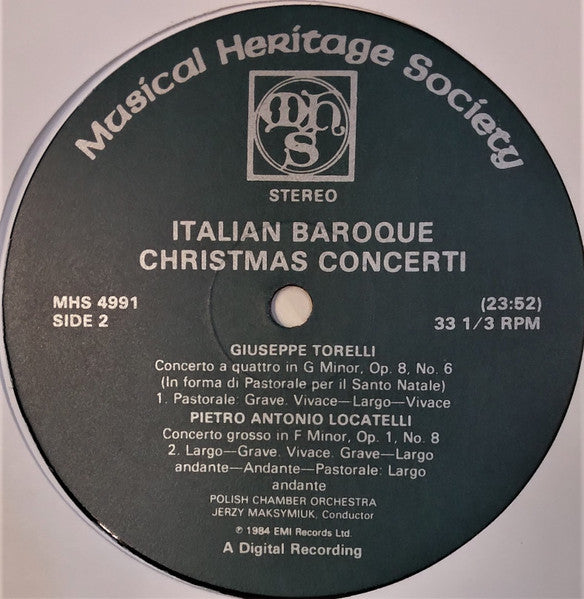 Musical Heritage Society
mhs
STEREO
ITALIAN BAROQUE
CHRISTMAS CONCERTI
MHS 4991
SIDE 2
(23:52)
33 1/3 RPM
GIUSEPPE TORELLI
Concerto a quattro in G Minor, Op. 8, No. 6
(In forma di Pastorale per il Santo Natale)
1. Pastorale: Grave. Vivace—Largo—Vivace
PIETRO ANTONIO LOCATELLI
Concerto grosso in F Minor, Op. 1, No. 8
2. Largo—Grave. Vivace. Grave—Largo
andante—Andante—Pastorale: Largo
andante
POLISH CHAMBER ORCHESTRA
JERZY MAKSYMIUK, Conductor
℗ 1984 EMI Records Ltd.
A Digital Recording